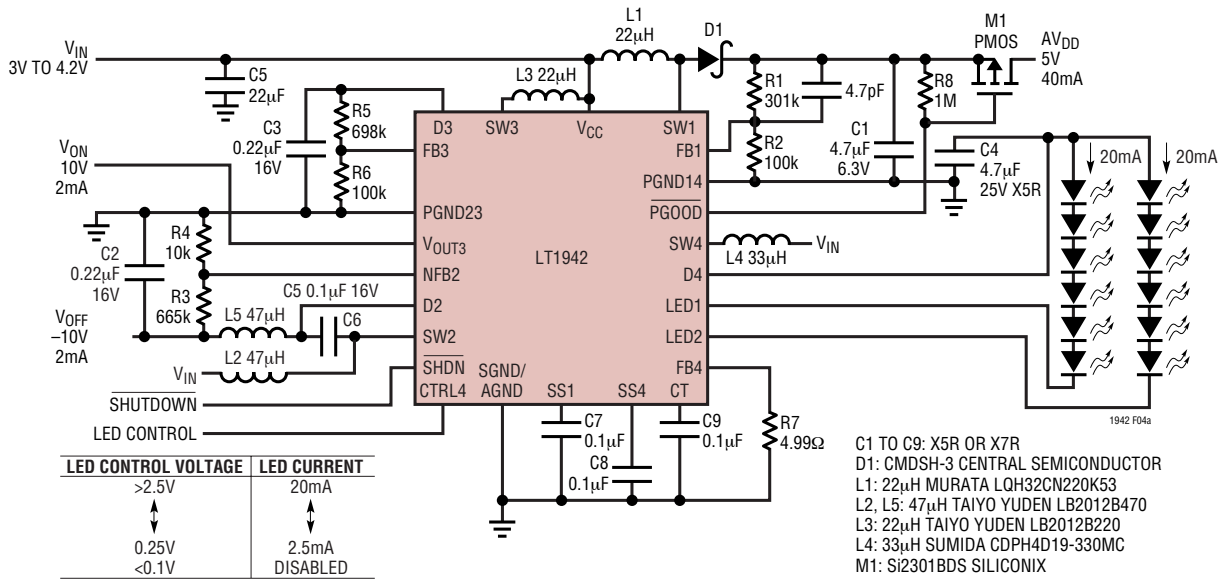 V_IN
3V TO 4.2V
C5
22µF
L1
22µH
D1
M1
PMOS
AV_DD
5V
40mA
L3 22µH
R1
301k
4.7pF
R8
1M
R5
698k
C3
0.22µF
16V
D3
SW3
V_CC
SW1
FB3
FB1
R2
100k
C1
4.7µF
6.3V
C4
4.7µF
25V X5R
20mA
20mA
V_ON
10V
2mA
R6
100k
PGND14
PGND23
PGOOD
R4
10k
V_OUT3
LT1942
SW4
L4 33µH
V_IN
C2
0.22µF
16V
NFB2
D4
R3
665k
C5 0.1µF 16V
D2
LED1
V_OFF
–10V
2mA
L5 47µH
C6
SW2
LED2
L2 47µH
V_IN
SHDN
SGND/
AGND
FB4
SHUTDOWN
CTRL4
SS1
SS4
CT
LED CONTROL
C7
0.1µF
C8
0.1µF
C9
0.1µF
R7
4.99Ω
1942 F04a
LED CONTROL VOLTAGE LED CURRENT
>2.5V 20mA
0.25V 2.5mA
<0.1V DISABLED
C1 TO C9: X5R OR X7R
D1: CMDSH-3 CENTRAL SEMICONDUCTOR
L1: 22µH MURATA LQH32CN220K53
L2, L5: 47µH TAIYO YUDEN LB2012B470
L3: 22µH TAIYO YUDEN LB2012B220
L4: 33µH SUMIDA CDPH4D19-330MC
M1: Si2301BDS SILICONIX